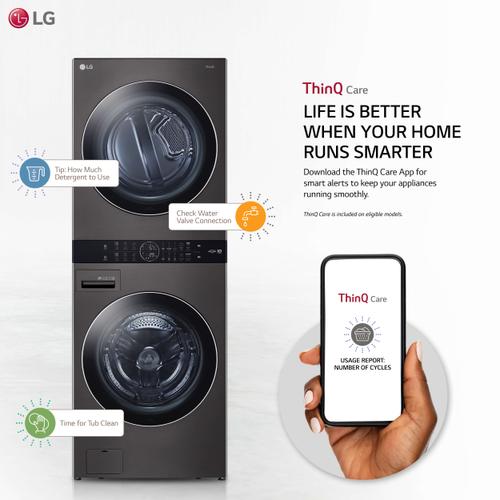 LG
LG
ThinQ Care
LIFE IS BETTER
WHEN YOUR HOME
RUNS SMARTER
Download the ThinQ Care App for
smart alerts to keep your appliances
running smoothly.
ThinQ Care is included on eligible models.
Tip: How Much
Detergent to Use
Check Water
Valve Connection
ThinQ Care
USAGE REPORT:
NUMBER OF CYCLES
Time for Tub Clean